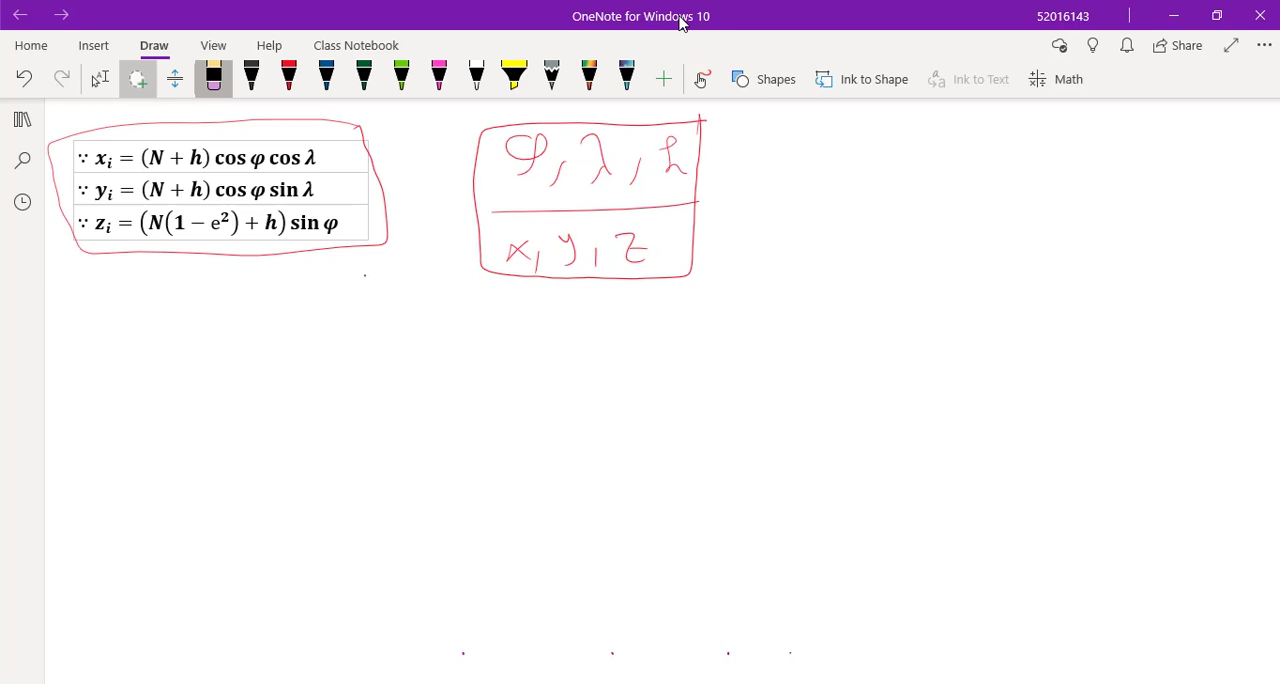 OneNote for Windows 10
52016143
Home Insert Draw View Help Class Notebook
Share
Shapes Ink to Shape Ink to Text Math
∵ xᵢ = (N + h) cos φ cos λ
∵ yᵢ = (N + h) cos φ sin λ
∵ zᵢ = (N(1 − e²) + h) sin φ
φ, λ, h
x, y, z